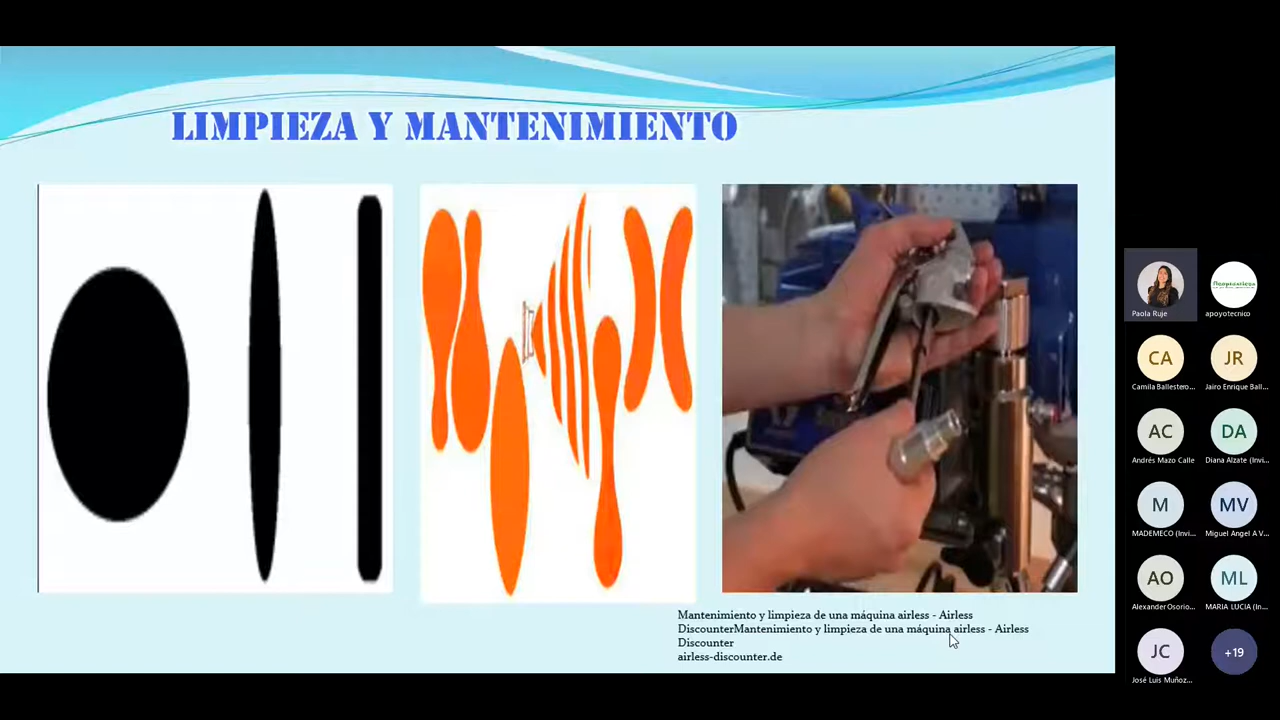 LIMPIEZA Y MANTENIMIENTO
Mantenimiento y limpieza de una máquina airless - Airless
DiscounterMantenimiento y limpieza de una máquina airless - Airless
Discounter
airless-discounter.de
Paola Ruje
apoyotecnico
CA
JR
Camila Ballestero...
Jairo Enrique Ball...
AC
DA
Andrés Mazo Calle
Diana Alzate (Invi...
M
MV
MADEMECO (Invi...
Miguel Angel A V...
AO
ML
Alexander Osorio...
MARIA LUCIA (In...
JC
+19
José Luis Muñoz...